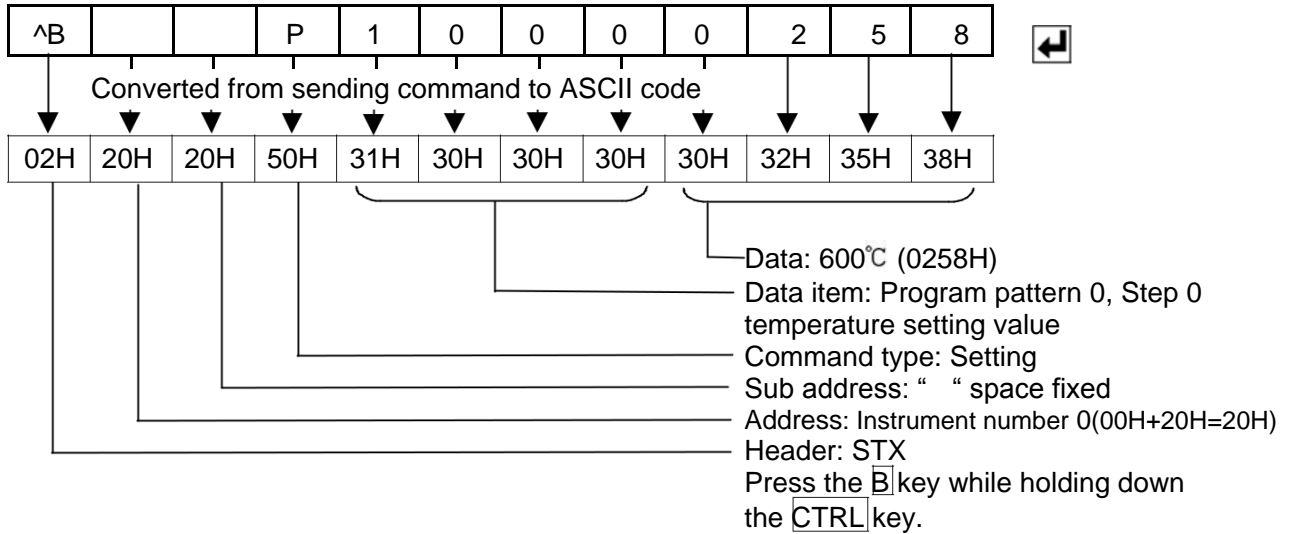 ^B P 1 0 0 0 0 2 5 8
Converted from sending command to ASCII code
02H 20H 20H 50H 31H 30H 30H 30H 30H 32H 35H 38H
Data: 600℃ (0258H)
Data item: Program pattern 0, Step 0
temperature setting value
Command type: Setting
Sub address: “ “ space fixed
Address: Instrument number 0(00H+20H=20H)
Header: STX
Press the B key while holding down
the CTRL key.